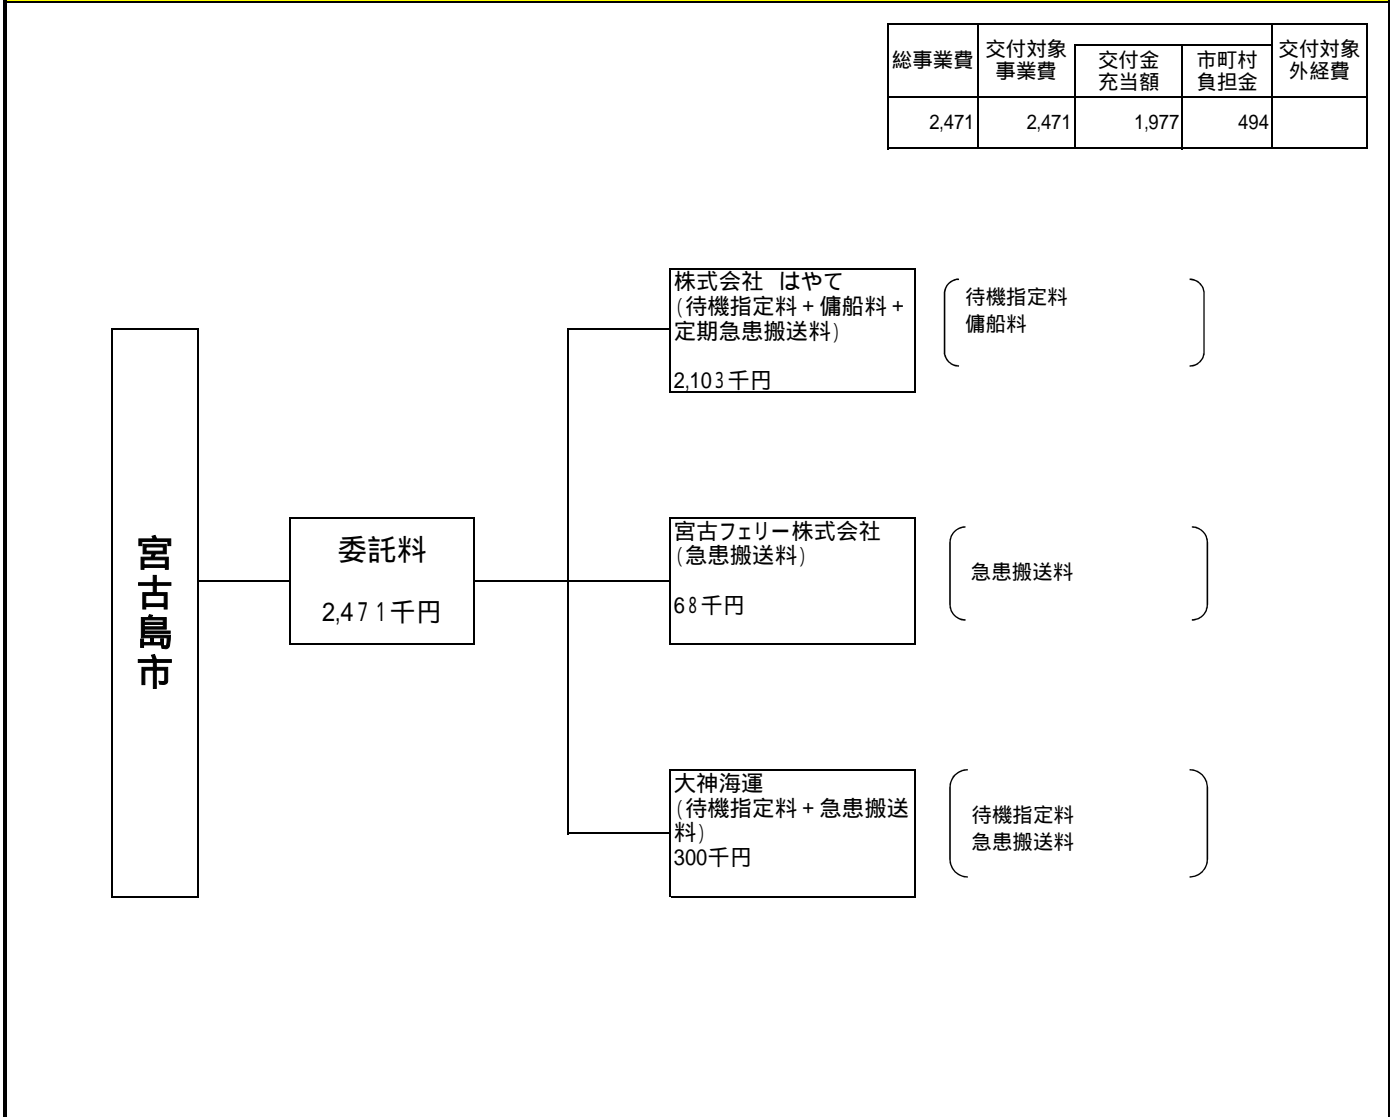 総事業費
交付対象
事業費
交付金
充当額
市町村
負担金
交付対象
外経費
2,471
2,471
1,977
494
株式会社 はやて
(待機指定料+傭船料+
定期急患搬送料)
2,103千円
待機指定料
傭船料
宮古島市
委託料
2,471千円
宮古フェリー株式会社
(急患搬送料)
68千円
急患搬送料
大神海運
(待機指定料+急患搬送
料)
300千円
待機指定料
急患搬送料